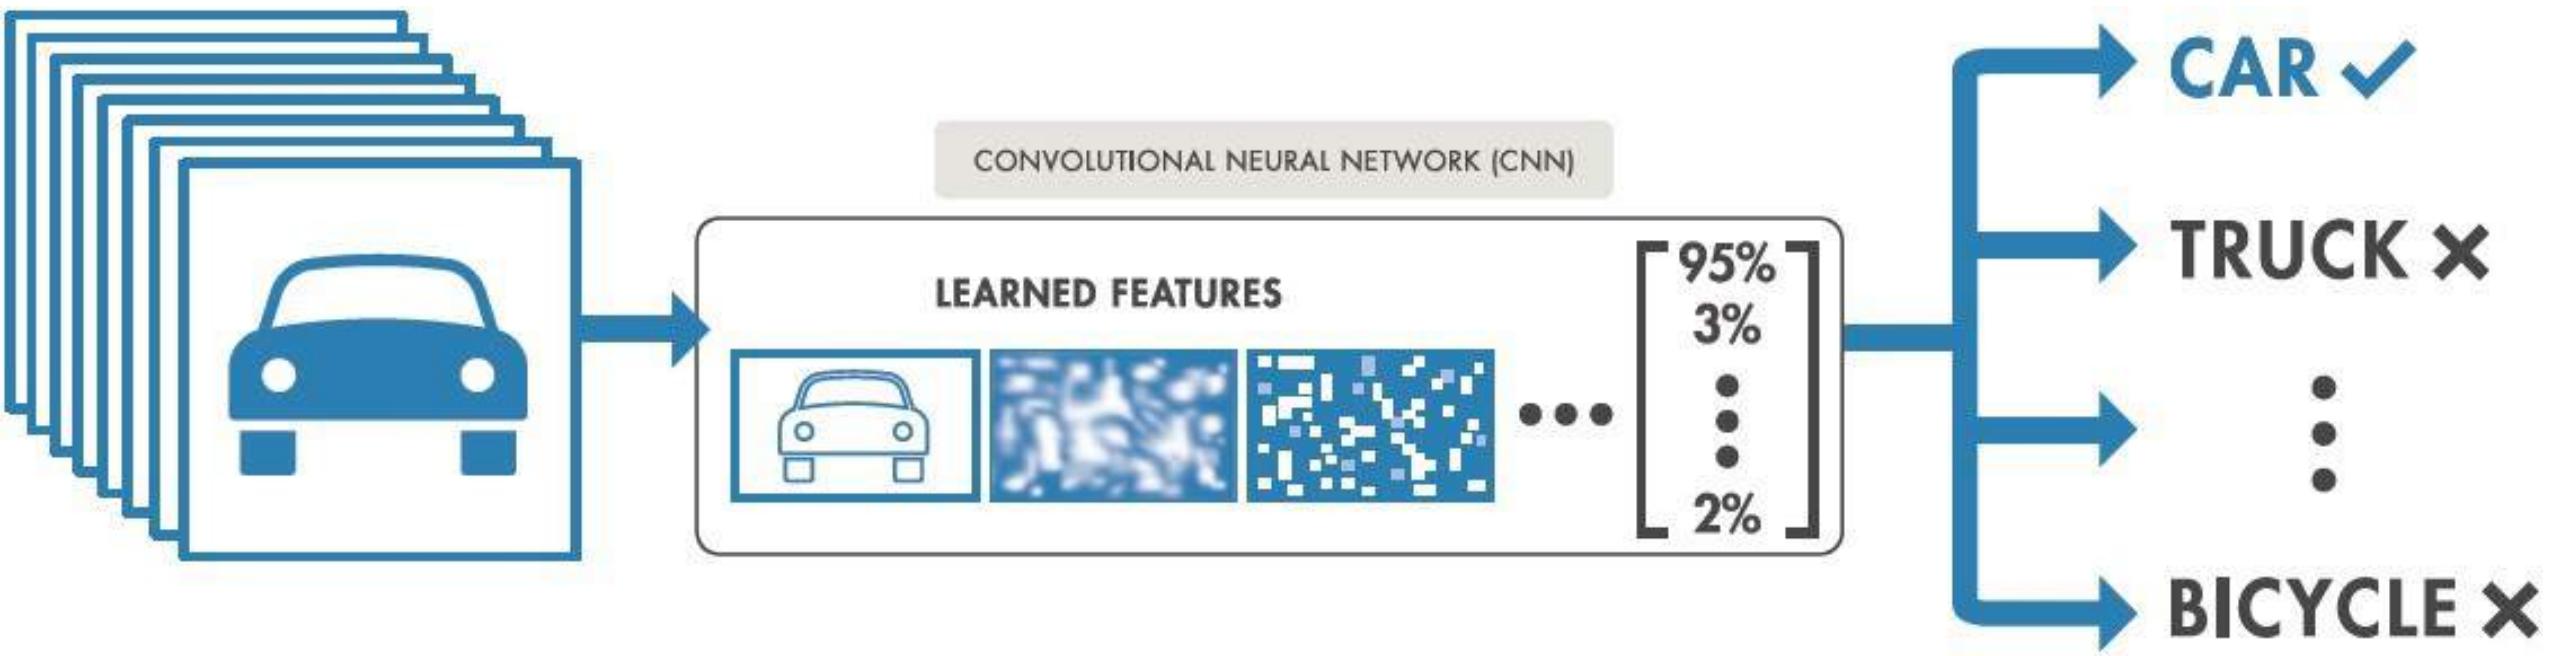 CONVOLUTIONAL NEURAL NETWORK (CNN)
LEARNED FEATURES
95%
3%
2%
CAR
TRUCK
BICYCLE